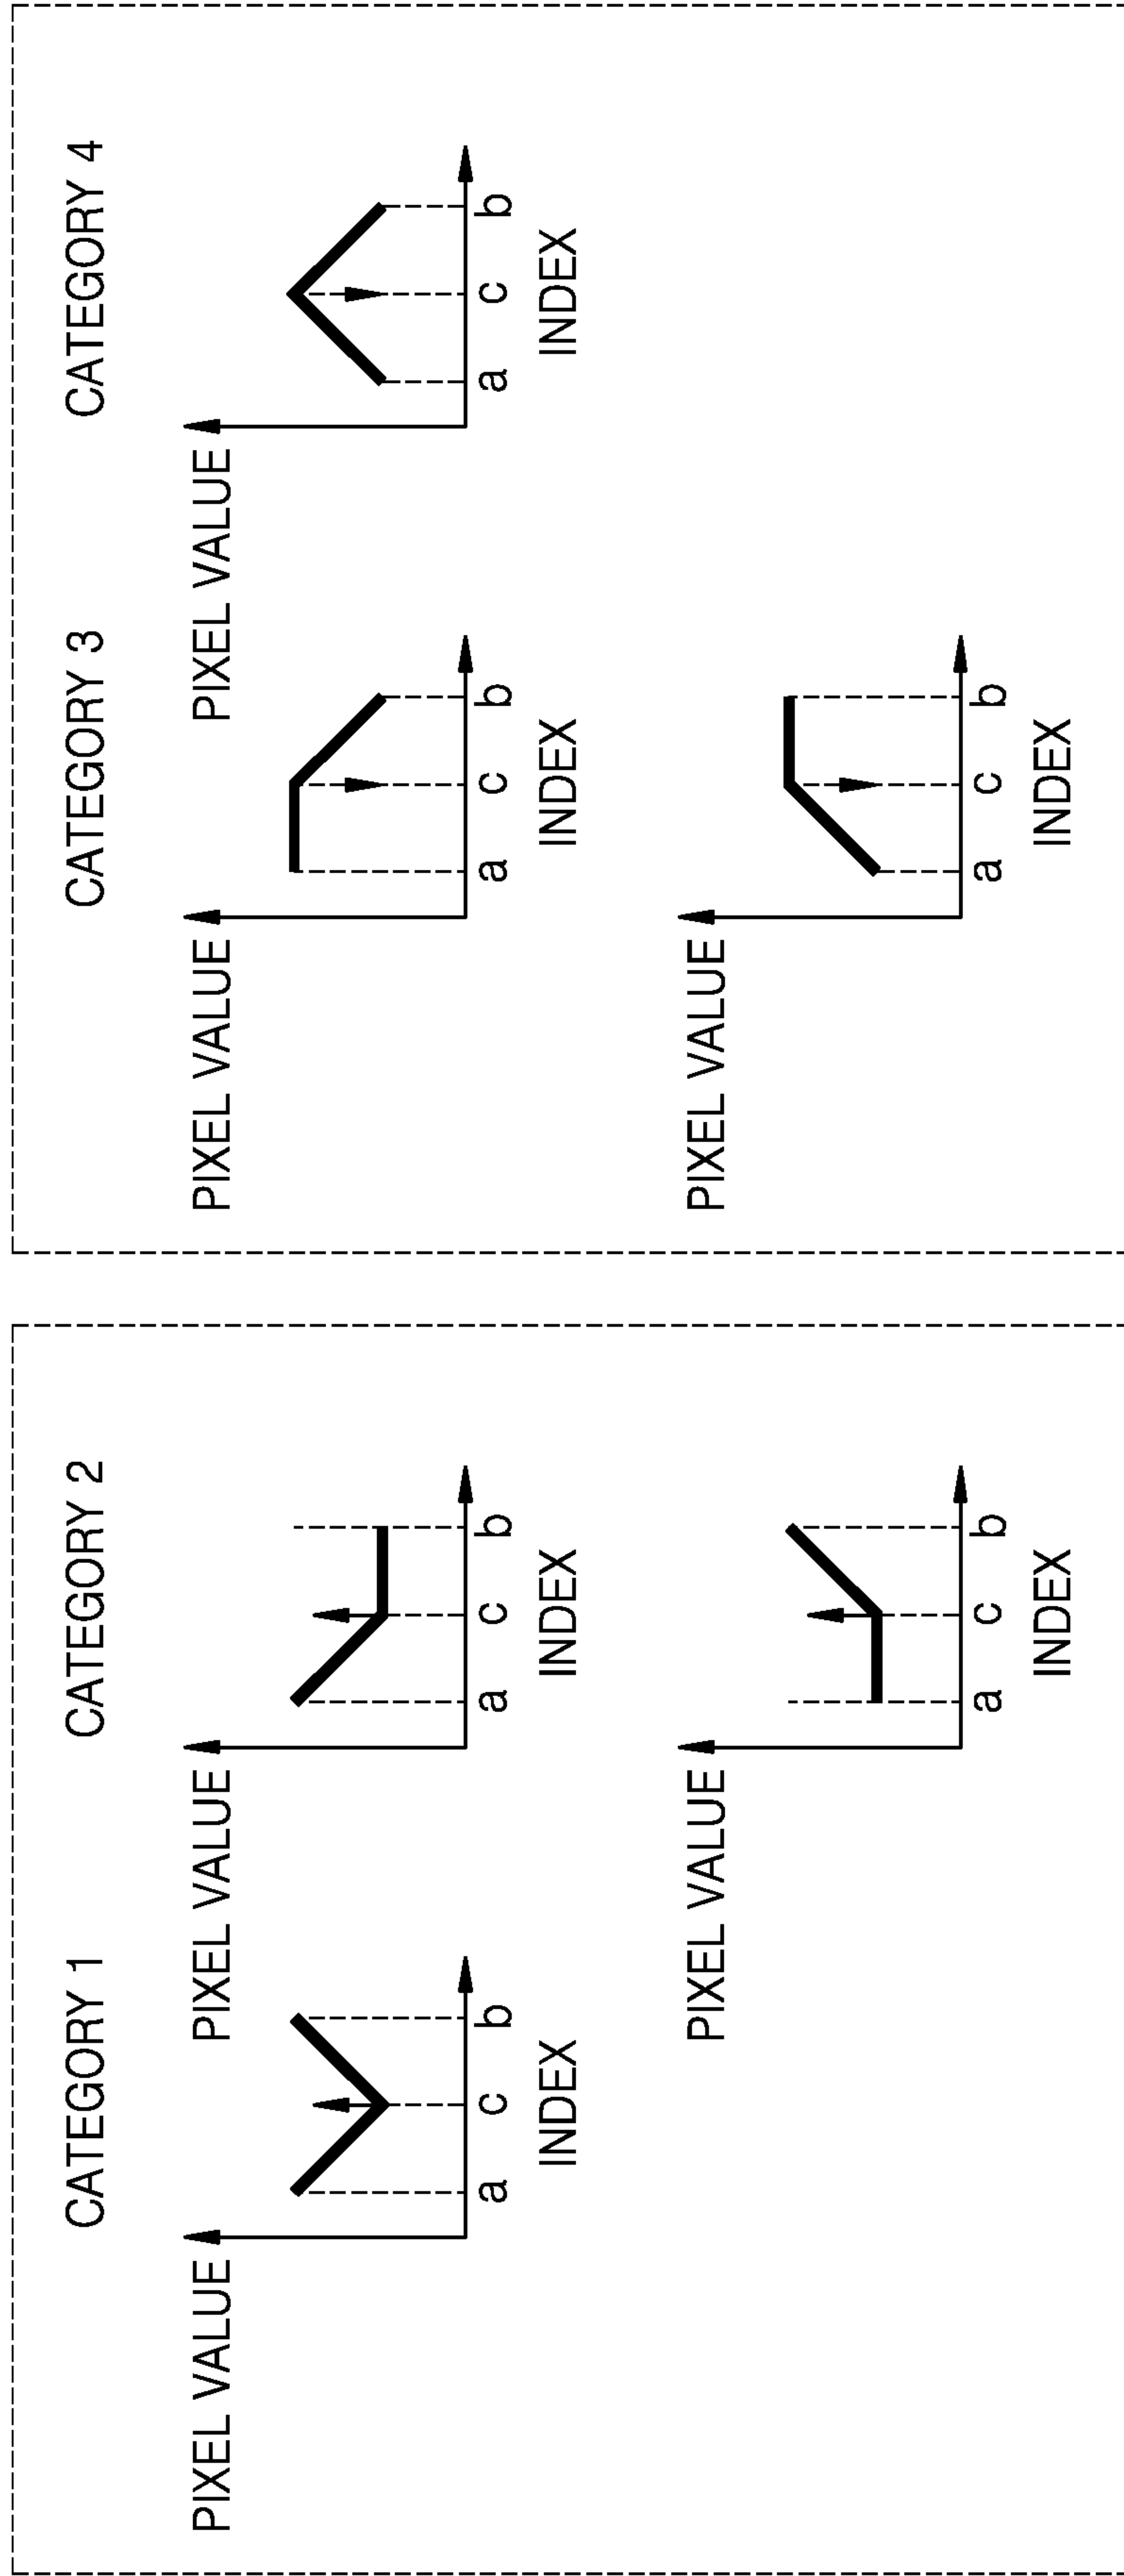 CATEGORY 1
PIXEL VALUE
a c b
INDEX
CATEGORY 2
PIXEL VALUE
a c b
INDEX
PIXEL VALUE
a c b
INDEX
CATEGORY 3
PIXEL VALUE
a c b
INDEX
PIXEL VALUE
a c b
INDEX
CATEGORY 4
PIXEL VALUE
a c b
INDEX